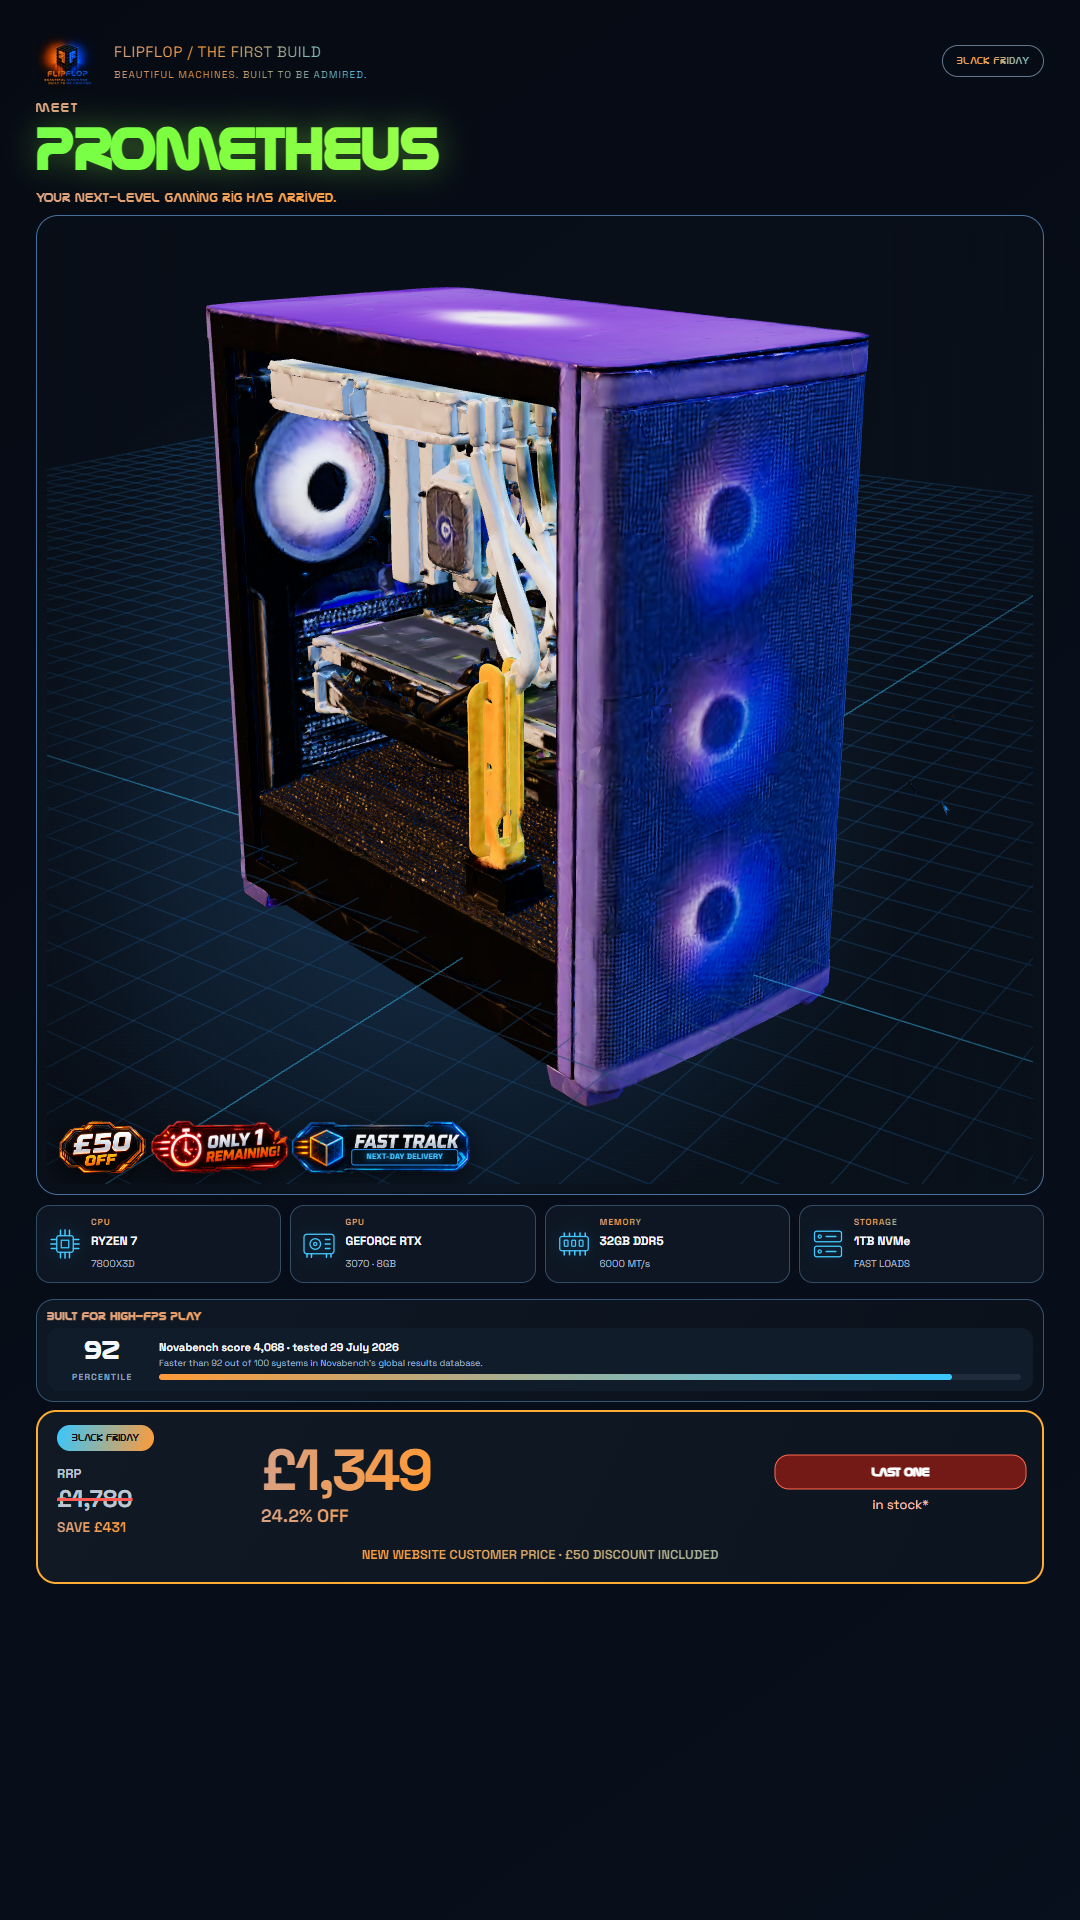 FLIPFLOP
FLIPFLOP / THE FIRST BUILD
BEAUTIFUL MACHINES. BUILT TO BE ADMIRED.
BLACK FRIDAY
MEET
PROMETHEUS
YOUR NEXT-LEVEL GAMING RIG HAS ARRIVED.
£50
OFF
ONLY 1
REMAINING!
FAST TRACK
NEXT-DAY DELIVERY
CPU
RYZEN 7
7800X3D
GPU
GEFORCE RTX
3070 · 8GB
MEMORY
32GB DDR5
6000 MT/s
STORAGE
1TB NVMe
FAST LOADS
BUILT FOR HIGH-FPS PLAY
92
PERCENTILE
Novabench score 4,068 · tested 29 July 2026
Faster than 92 out of 100 systems in Novabench's global results database.
BLACK FRIDAY
RRP
£1,780
SAVE £431
£1,349
24.2% OFF
LAST ONE
in stock*
NEW WEBSITE CUSTOMER PRICE · £50 DISCOUNT INCLUDED